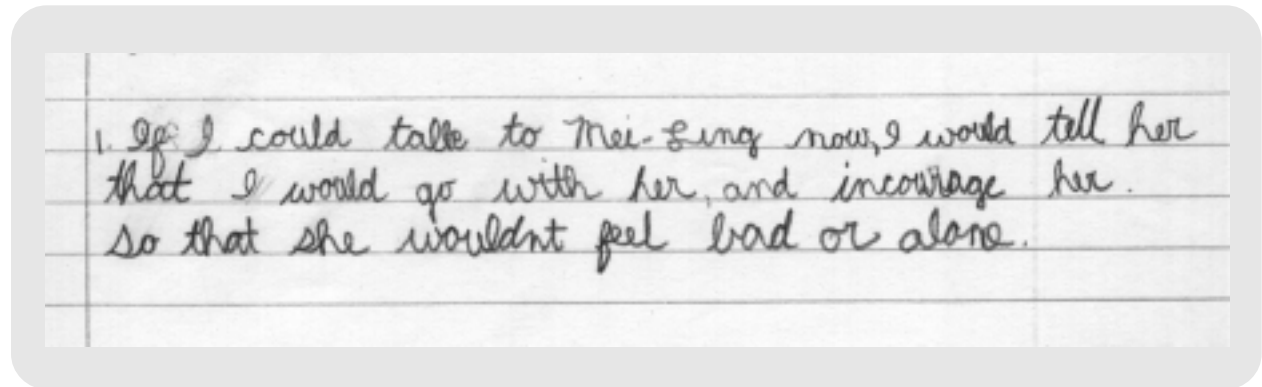 1. If I could talk to Mei-Ling now, I would tell her
that I would go with her, and incourage her.
so that she wouldnt feel bad or alone.